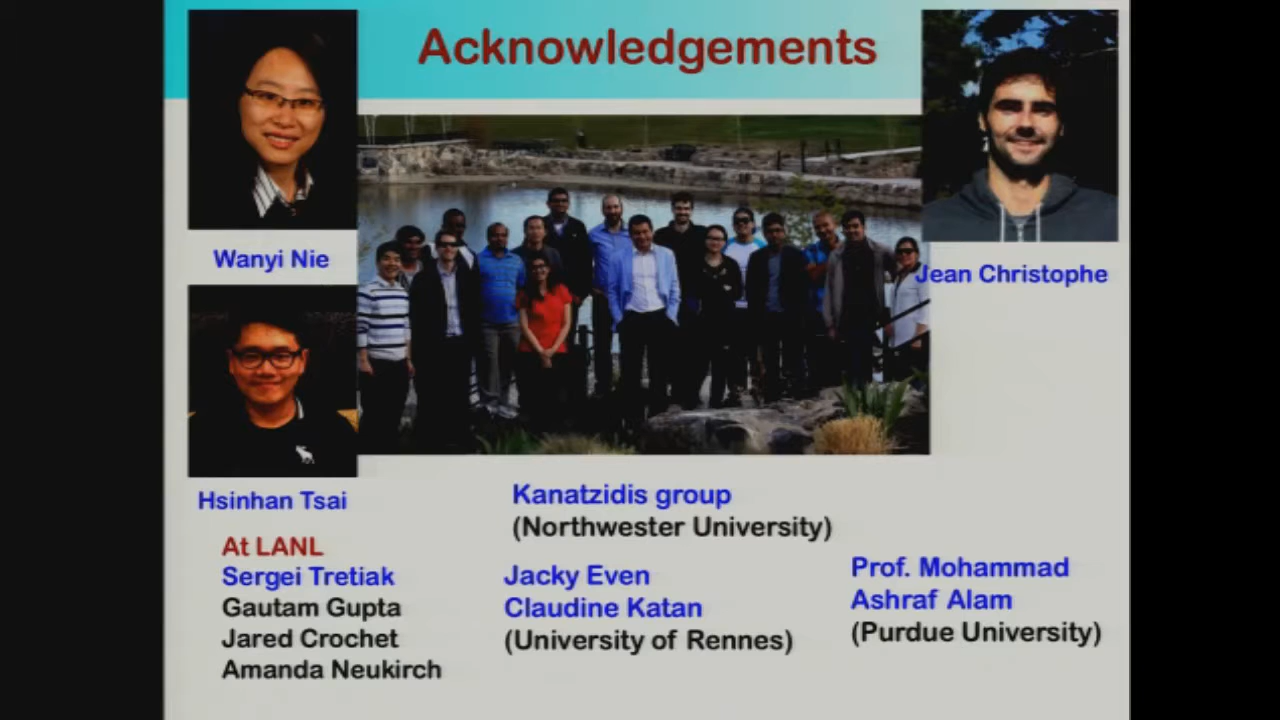 Acknowledgements
Wanyi Nie
Jean Christophe
Hsinhan Tsai
Kanatzidis group
(Northwester University)
At LANL
Sergei Tretiak
Gautam Gupta
Jared Crochet
Amanda Neukirch
Jacky Even
Claudine Katan
(University of Rennes)
Prof. Mohammad
Ashraf Alam
(Purdue University)